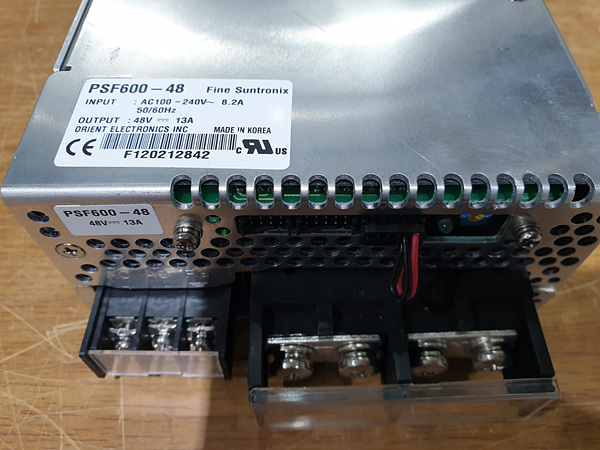 PSF600-48 Fine Suntronix
INPUT : AC100-240V~ 8.2A
50/60Hz
OUTPUT : 48V⎓ 13A
ORIENT ELECTRONICS INC MADE IN KOREA
CE
c RU US
F120212842
PSF600-48
48V⎓ 13A